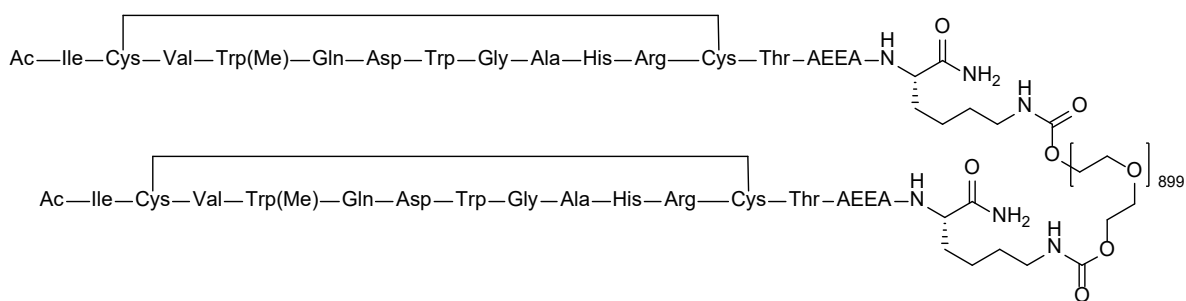 Ac—Ile—Cys—Val—Trp(Me)—Gln—Asp—Trp—Gly—Ala—His—Arg—Cys—Thr—AEEA—N
H
O
NH2
H
N
O
O
O
899
Ac—Ile—Cys—Val—Trp(Me)—Gln—Asp—Trp—Gly—Ala—His—Arg—Cys—Thr—AEEA—N
H
O
NH2
H
N
O
O